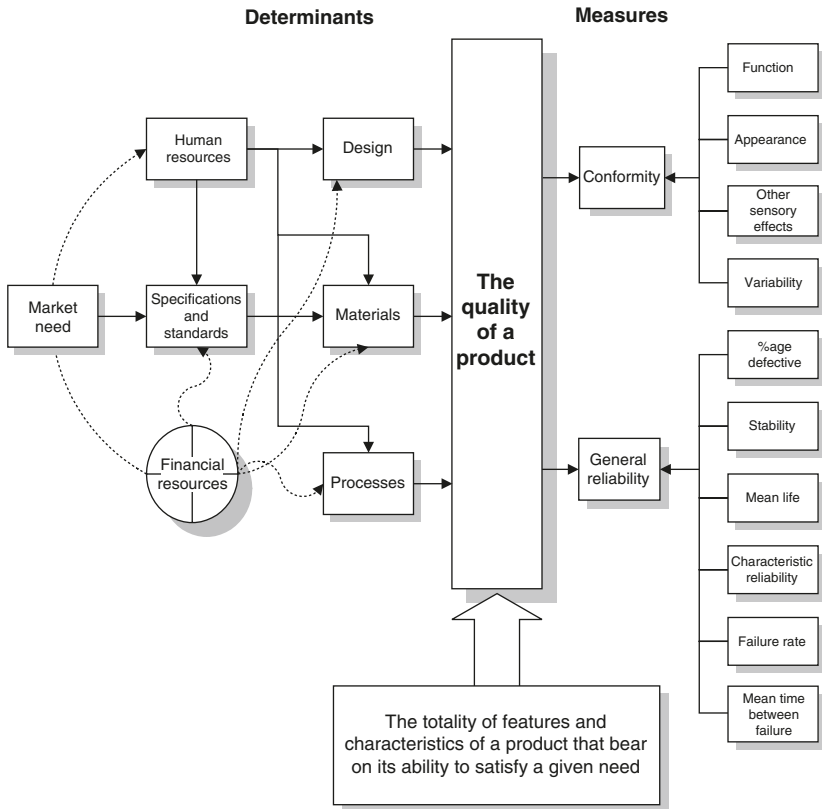 Determinants
Measures
Human
resources
Design
Market
need
Specifications
and
standards
Materials
Financial
resources
Processes
The
quality
of a
product
Conformity
General
reliability
Function
Appearance
Other
sensory
effects
Variability
%age
defective
Stability
Mean life
Characteristic
reliability
Failure rate
Mean time
between
failure
The totality of features and
characteristics of a product that bear
on its ability to satisfy a given need